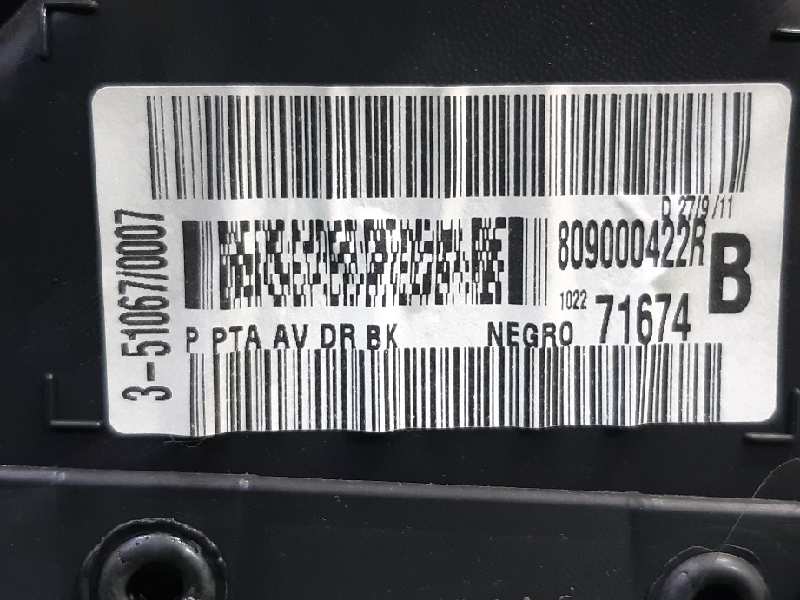 3-51067/0007
D 27/9/11
809000422R
B
1022
71674
P PTA AV DR BK
NEGRO